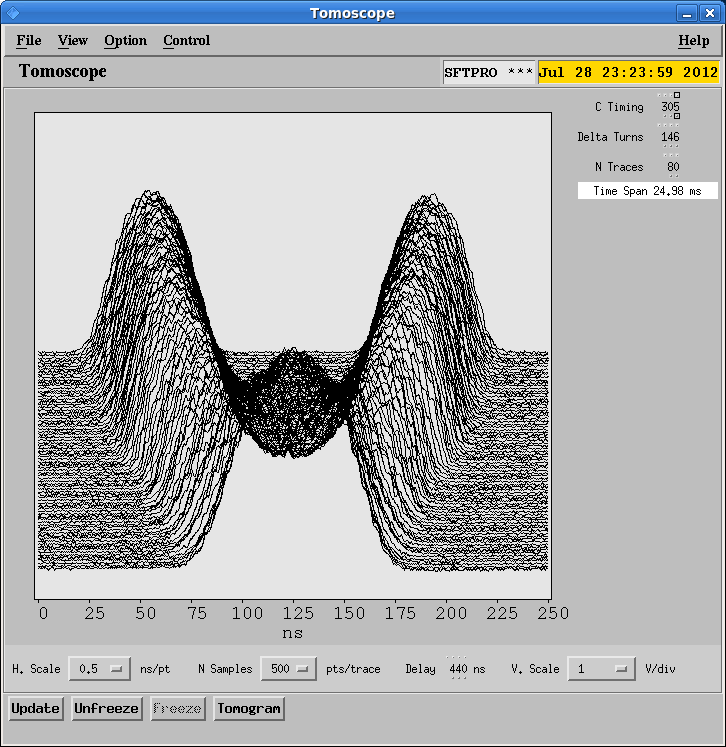 Tomoscope
File View Option Control Help
Tomoscope SFTPRO *** Jul 28 23:23:59 2012
C Timing 305
Delta Turns 146
N Traces 80
Time Span 24.98 ms
0 25 50 75 100 125 150 175 200 225 250
ns
H. Scale 0.5 ns/pt N Samples 500 pts/trace Delay 440 ns V. Scale 1 V/div
Update Unfreeze Freeze Tomogram